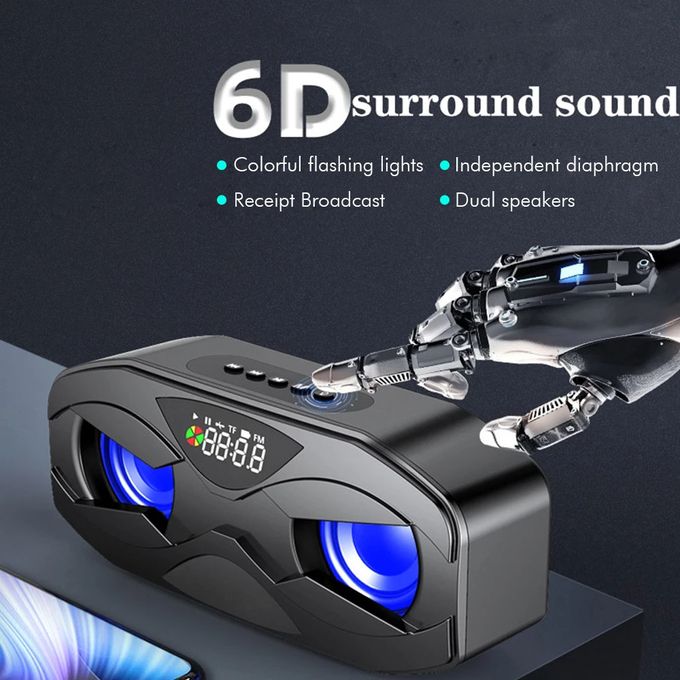 6D surround sound
Colorful flashing lights
Independent diaphragm
Receipt Broadcast
Dual speakers
TF FM
88:8.8